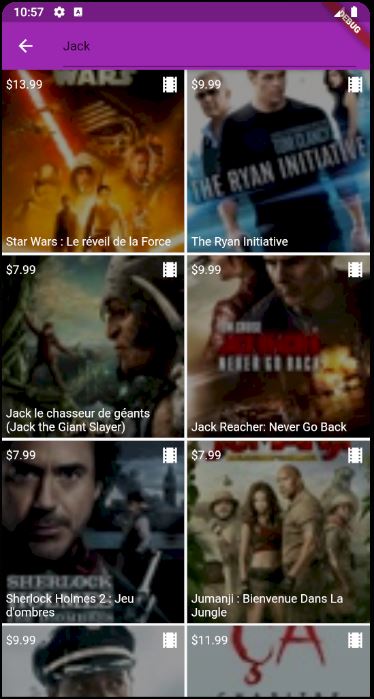 10:57
DEBUG
Jack
WARS
$13.99
Star Wars : Le réveil de la Force
$9.99
TOM CLANCY
THE RYAN INITIATIVE
The Ryan Initiative
$7.99
Jack le chasseur de géants
(Jack the Giant Slayer)
$9.99
TOM CRUISE
JACK REACHER
NEVER GO BACK
Jack Reacher: Never Go Back
$7.99
SHERLOCK
HOLMES
Sherlock Holmes 2 : Jeu
d'ombres
JUMANJI
$7.99
Jumanji : Bienvenue Dans La
Jungle
$9.99
$11.99
ÇA